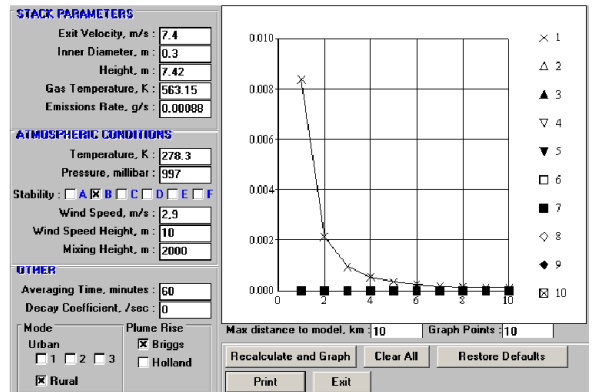 STACK PARAMETERS
Exit Velocity, m/s : 7.4
Inner Diameter, m : 0.3
Height, m : 7.42
Gas Temperature, K : 563.15
Emissions Rate, g/s : 0.00088
ATMOSPHERIC CONDITIONS
Temperature, K : 278.3
Pressure, millibar : 997
Stability : A B C D E F
Wind Speed, m/s : 2.9
Wind Speed Height, m : 10
Mixing Height, m : 2000
OTHER
Averaging Time, minutes : 60
Decay Coefficient, /sec : 0
Mode
Urban
1 2 3
Rural
Plume Rise
Briggs
Holland
0.010
0.008
0.006
0.004
0.002
0.000
0 2 4 6 8 10
1
2
3
4
5
6
7
8
9
10
Max distance to model, km : 10 Graph Points : 10
Recalculate and Graph Clear All Restore Defaults
Print Exit